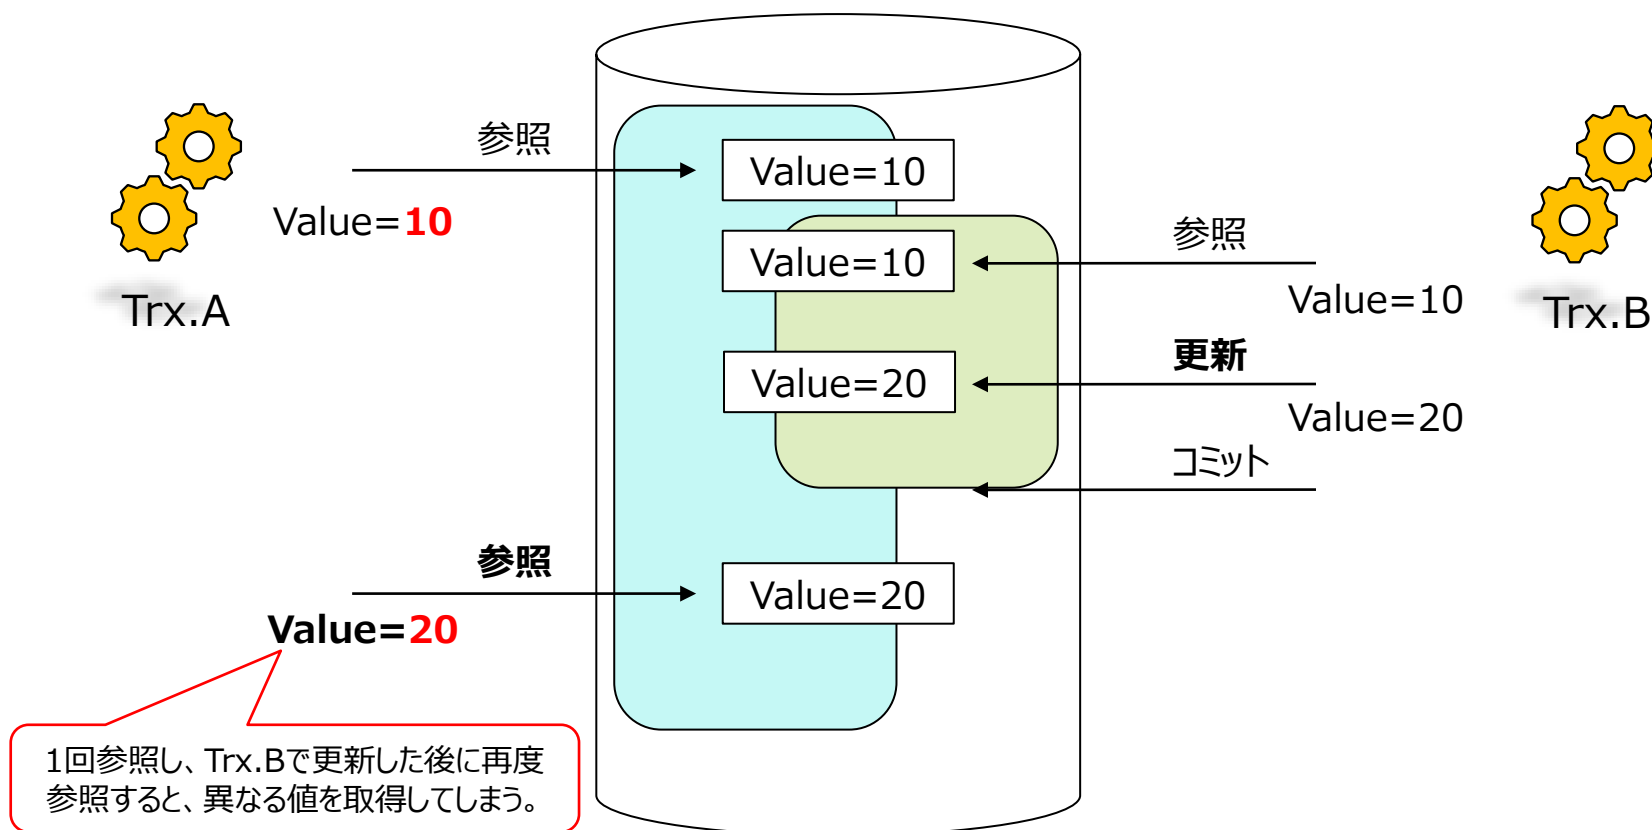 参照
Value=10
Value=10
Trx.A
Value=10
参照
Value=10
Trx.B
更新
Value=20
Value=20
コミット
参照
Value=20
Value=20
1回参照し、Trx.Bで更新した後に再度
参照すると、異なる値を取得してしまう。